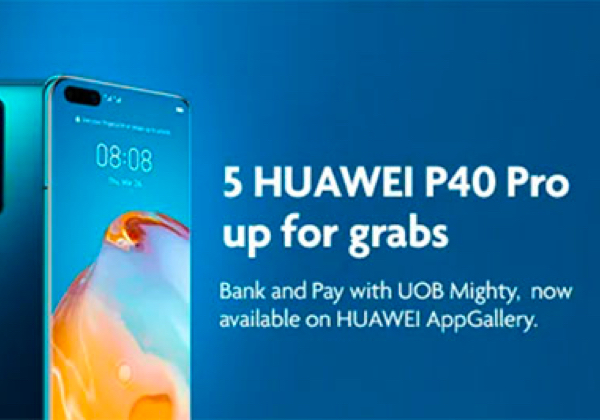 08:08
5 HUAWEI P40 Pro
up for grabs
Bank and Pay with UOB Mighty, now
available on HUAWEI AppGallery.